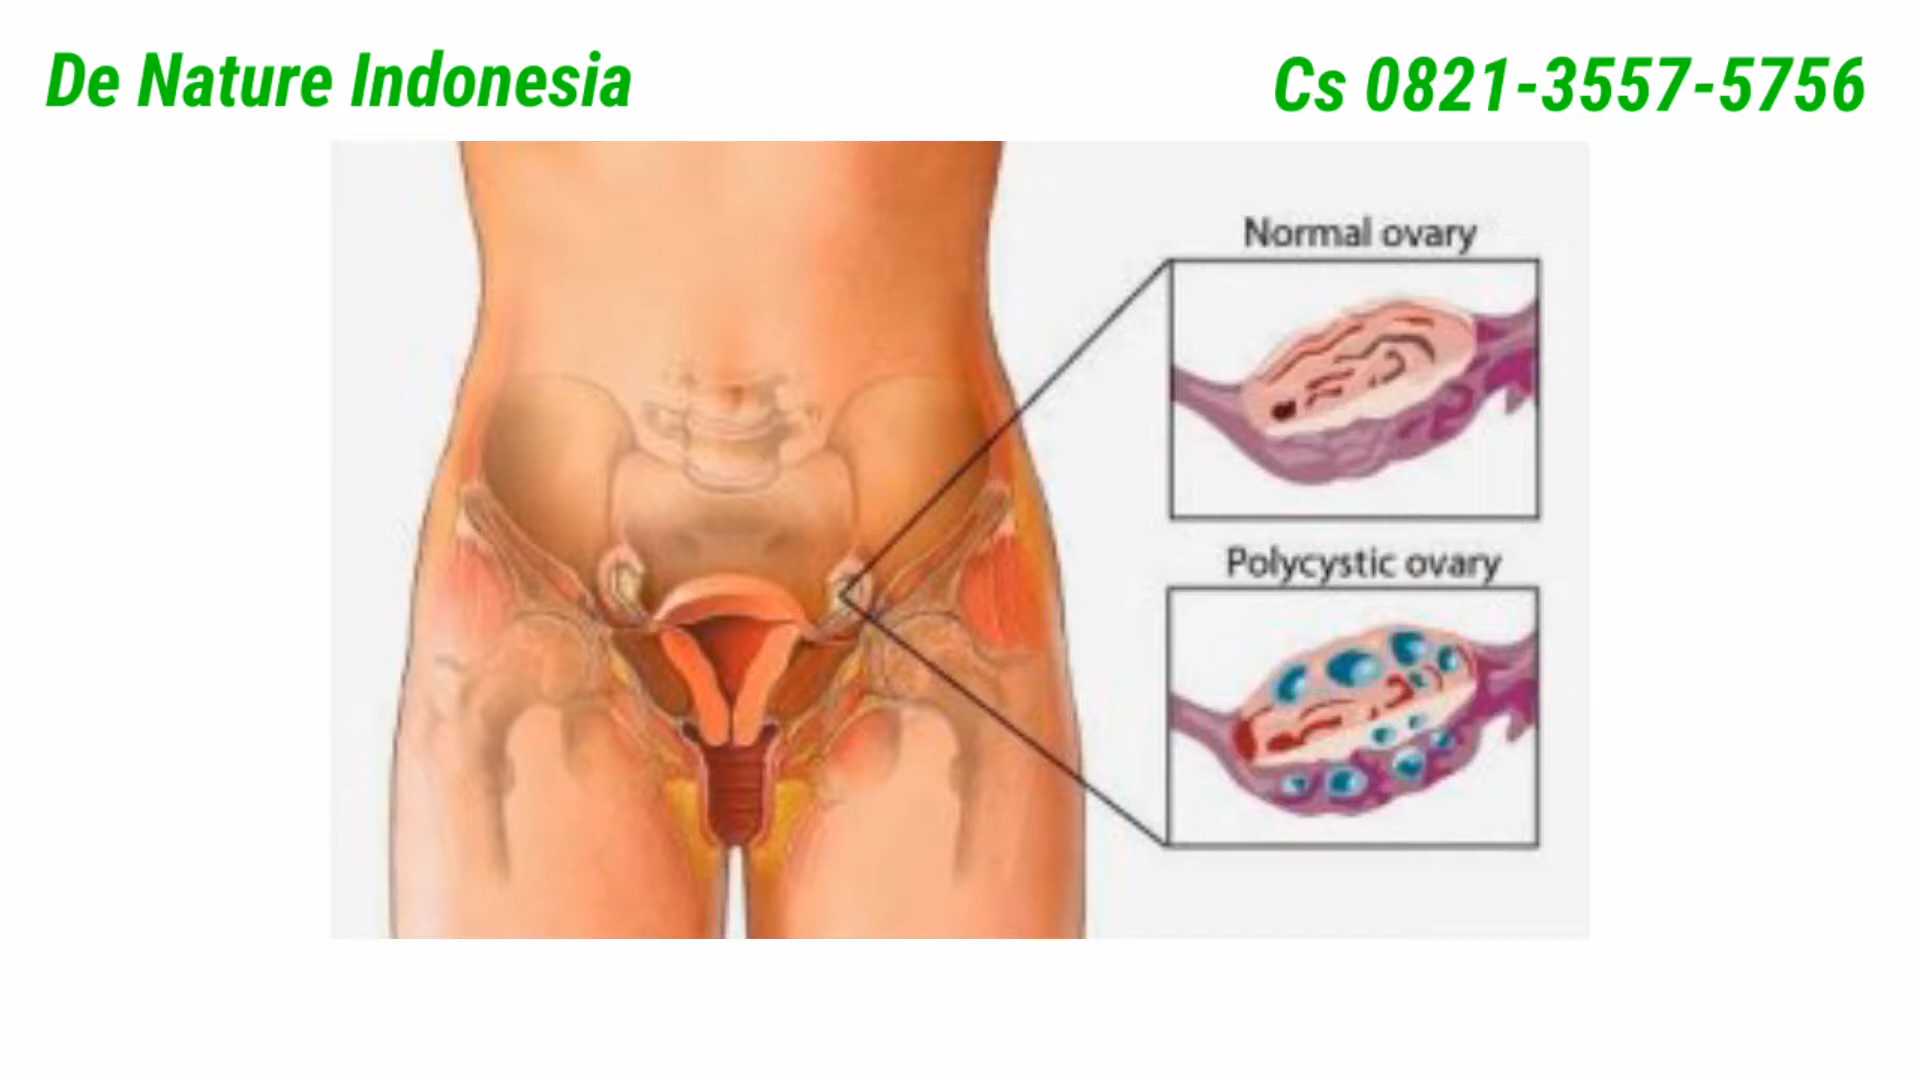 De Nature Indonesia
Cs 0821-3557-5756
Normal ovary
Polycystic ovary